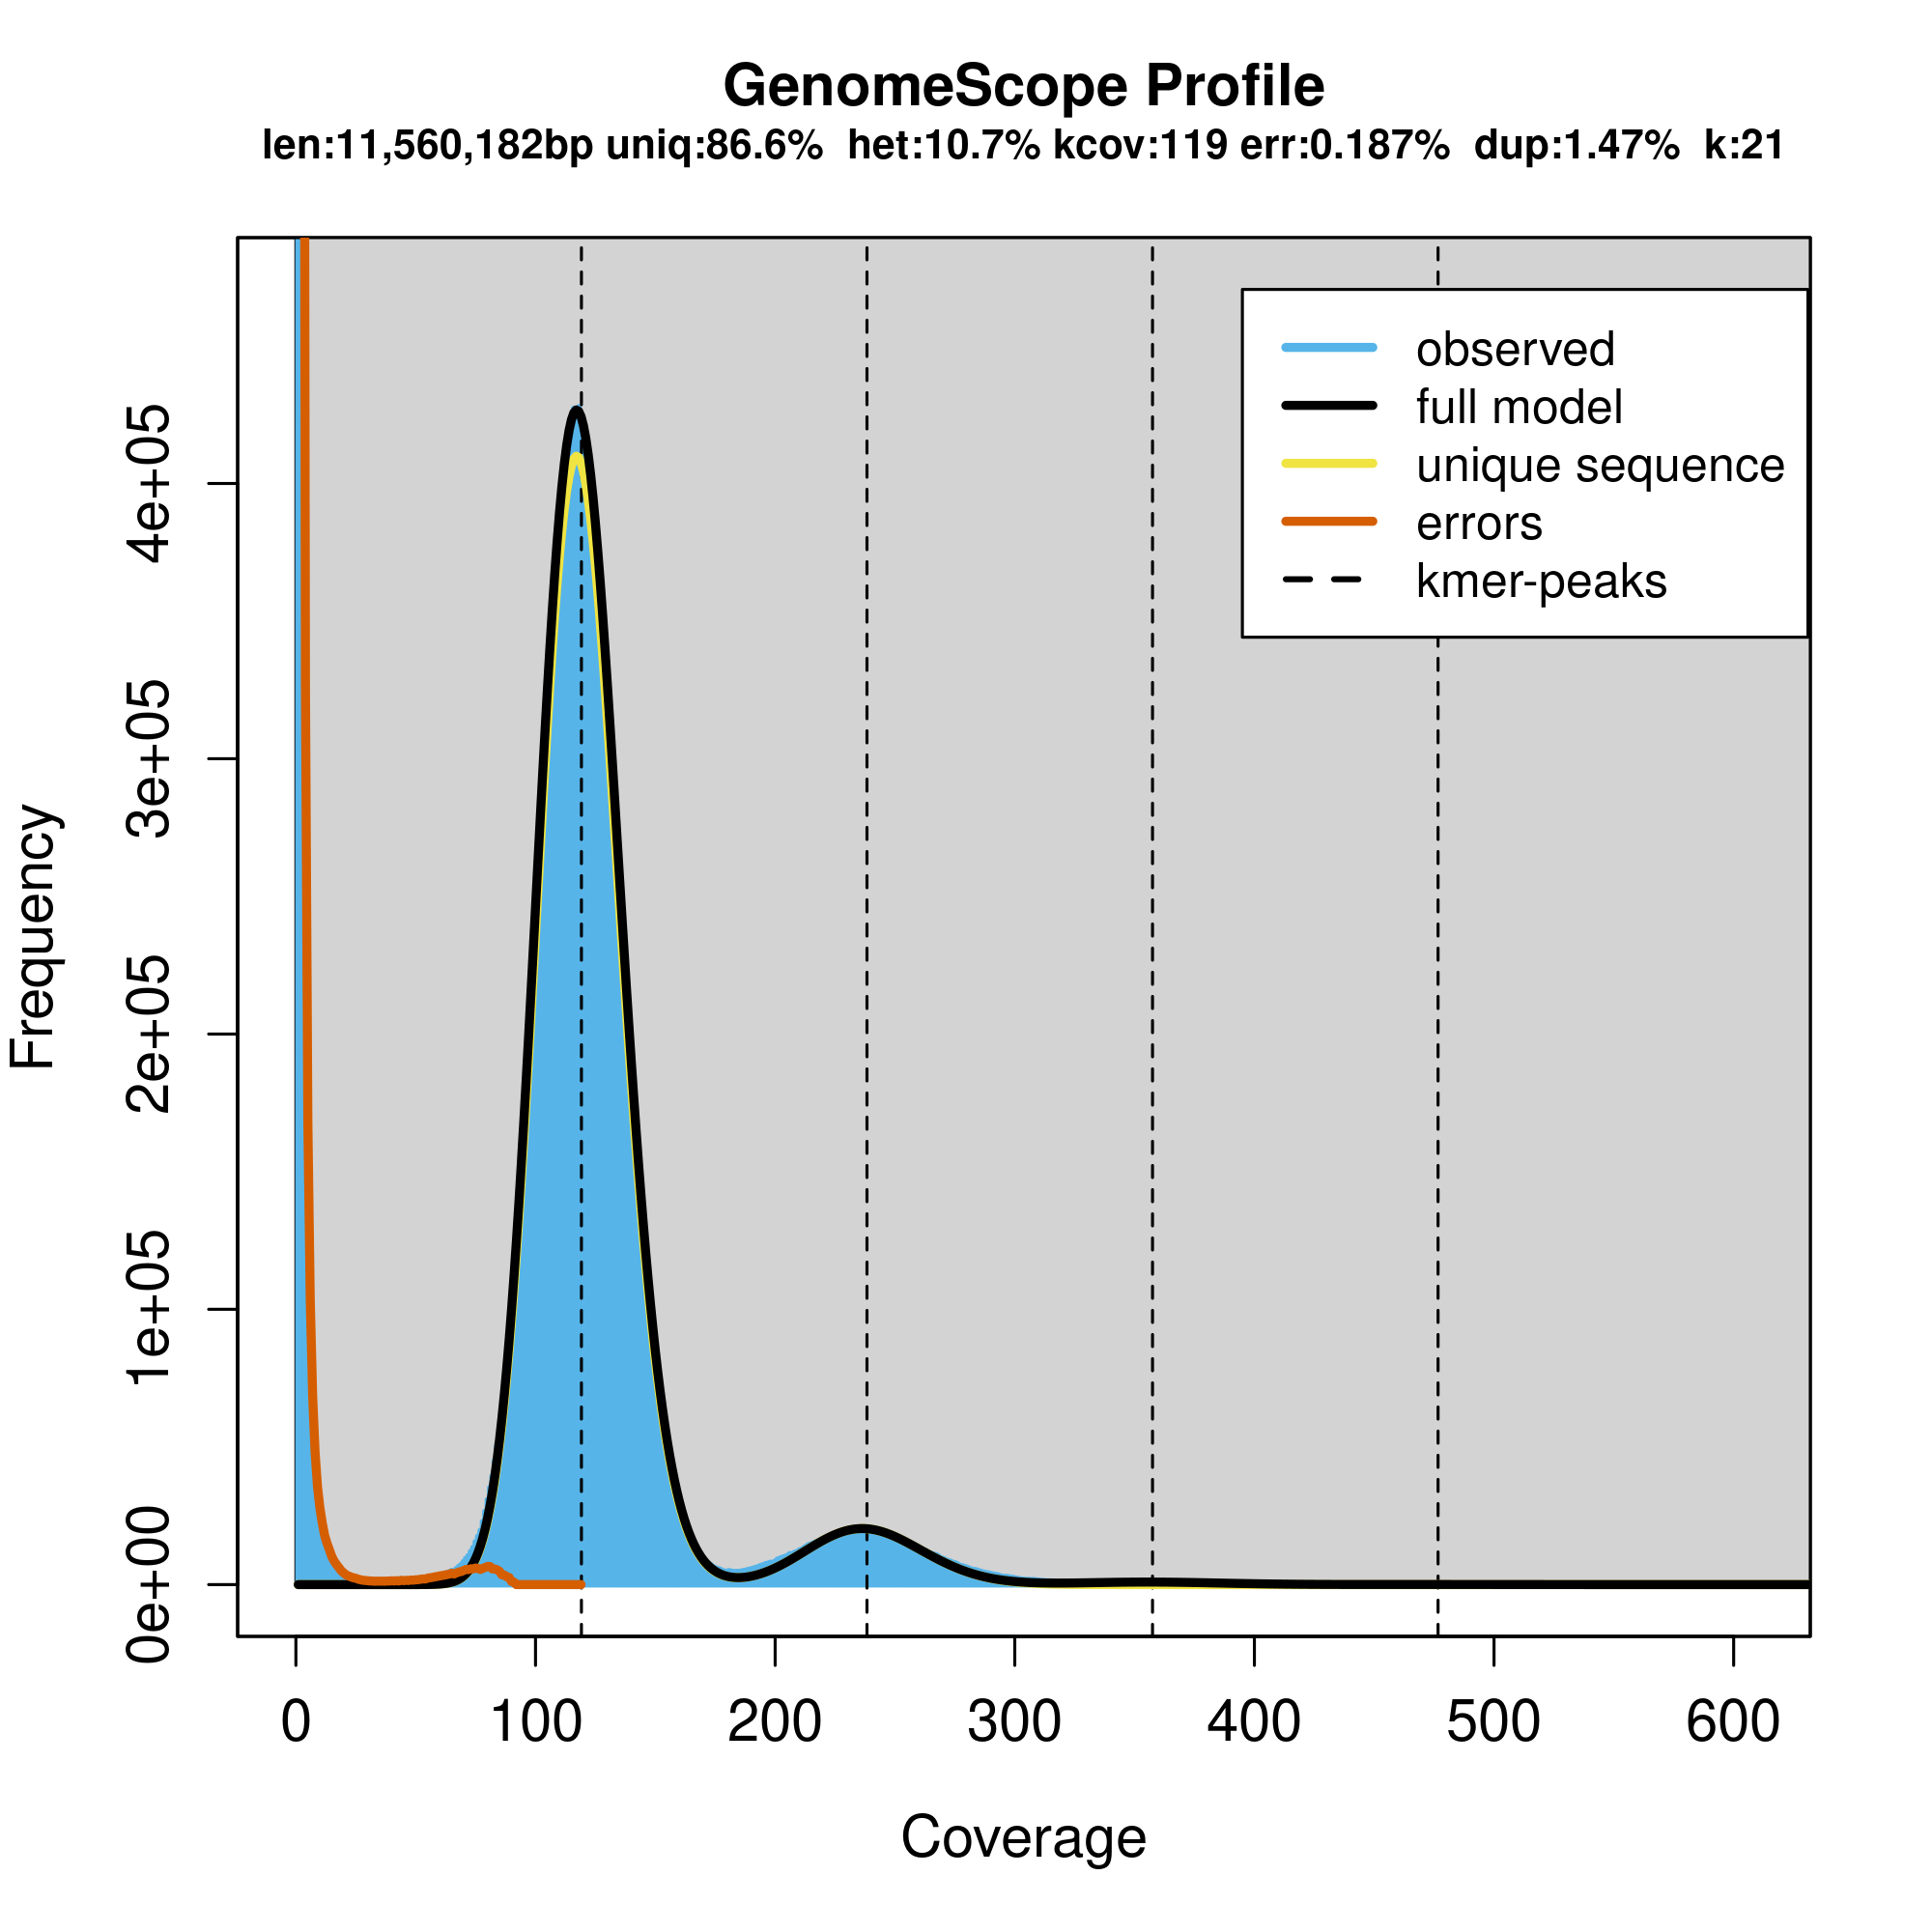 GenomeScope Profile
len:11,560,182bp uniq:86.6% het:10.7% kcov:119 err:0.187% dup:1.47% k:21
observed
full model
unique sequence
errors
kmer-peaks
Frequency
4e+05
3e+05
2e+05
1e+05
0e+00
0 100 200 300 400 500 600
Coverage